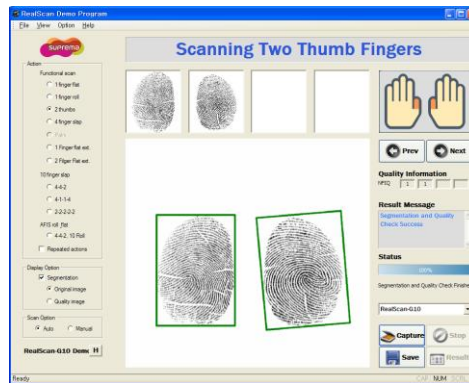 RealScan Demo Program
File View Option Help
suprema
Scanning Two Thumb Fingers
Action
Functional scan
1 finger flat
1 finger roll
2 thumbs
4 finger slap
1 Finger flat ext.
2 Finger flat ext.
10 finger slap
4-4-2
4-1-1-4
2-2-2-2-2
AFIS roll_flat
4-4-2, 10 Roll
Repeated actions
Display Option
Segmentation
Original image
Quality image
Scan Option
Auto Manual
RealScan-G10 Demo H
Prev Next
Quality Information
NFIQ 1 1
Result Message
Segmentation and Quality
Check Success
Status
100%
Segmentation and Quality Check Finishe
RealScan-G10
Capture Stop
Save Result
Ready
CAP NUM SCRL